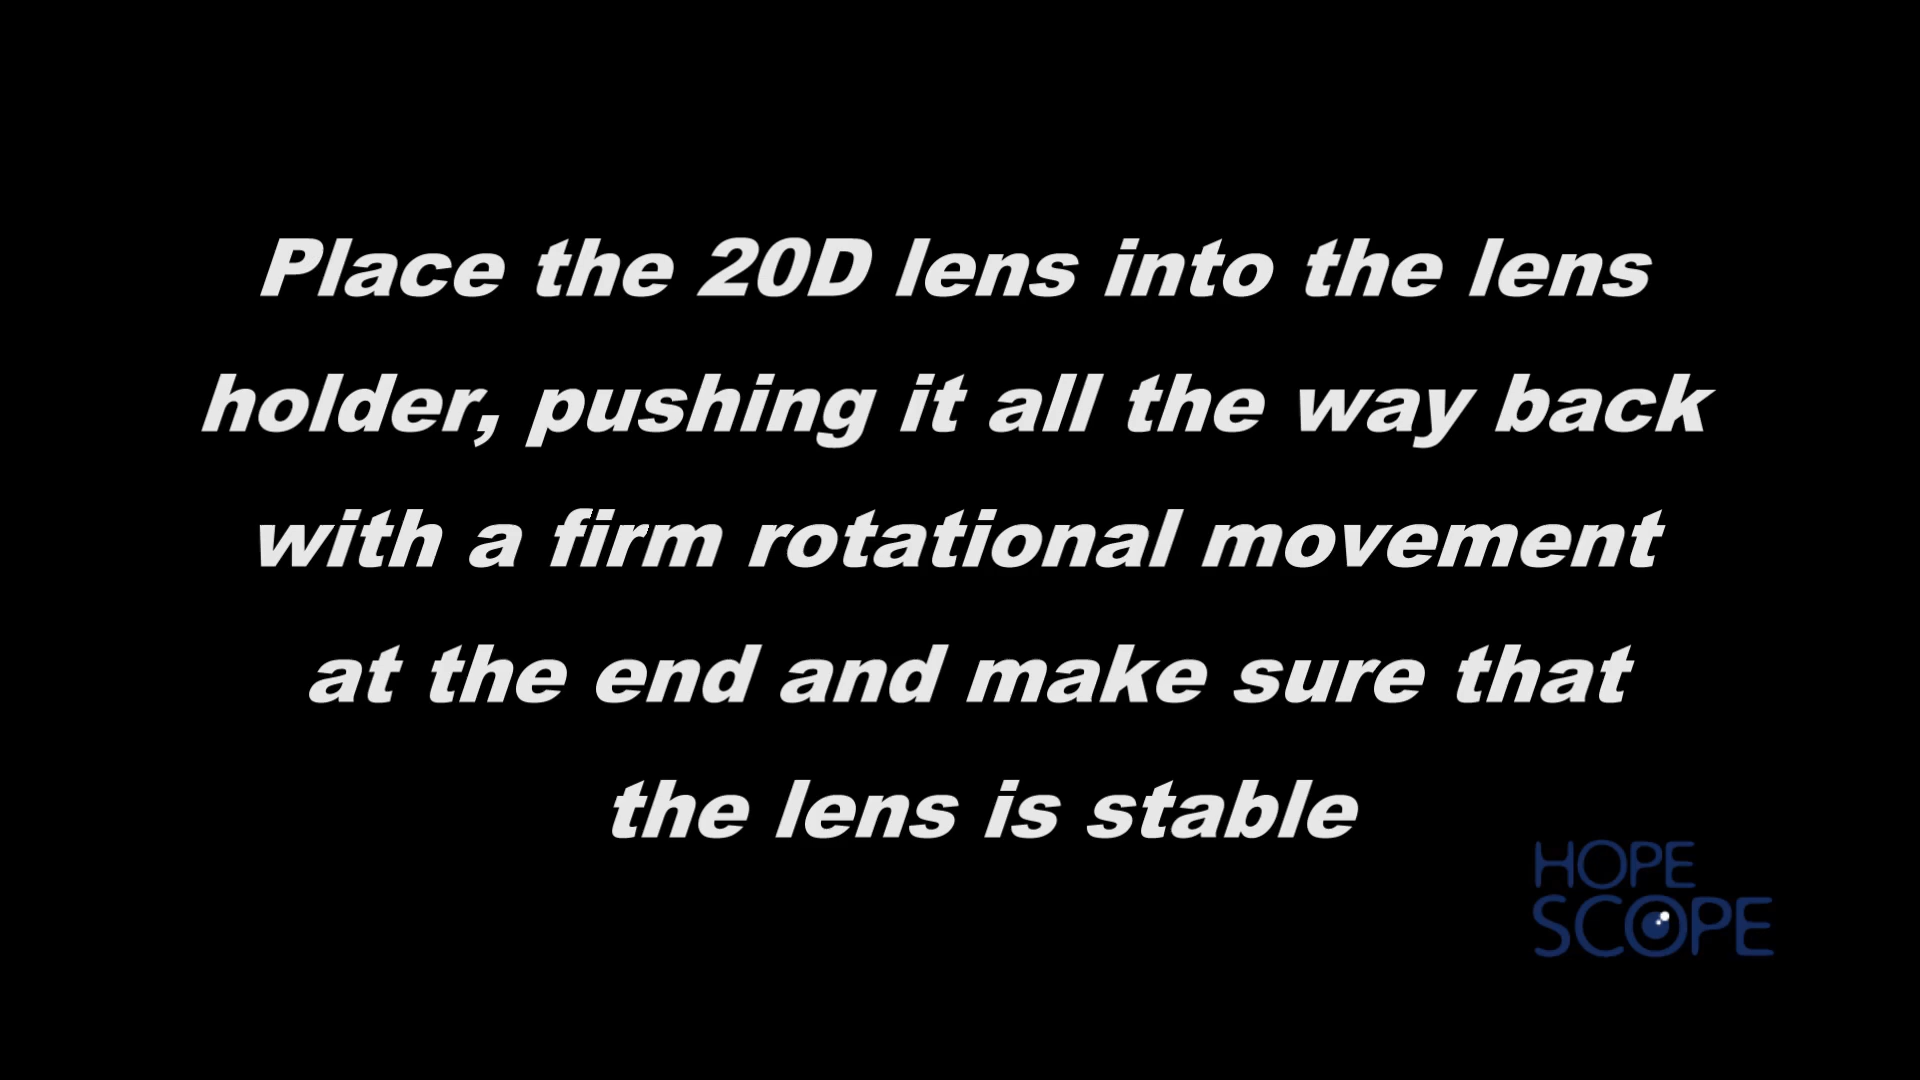 Place the 20D lens into the lens
holder, pushing it all the way back
with a firm rotational movement
at the end and make sure that
the lens is stable
HOPE
SCOPE